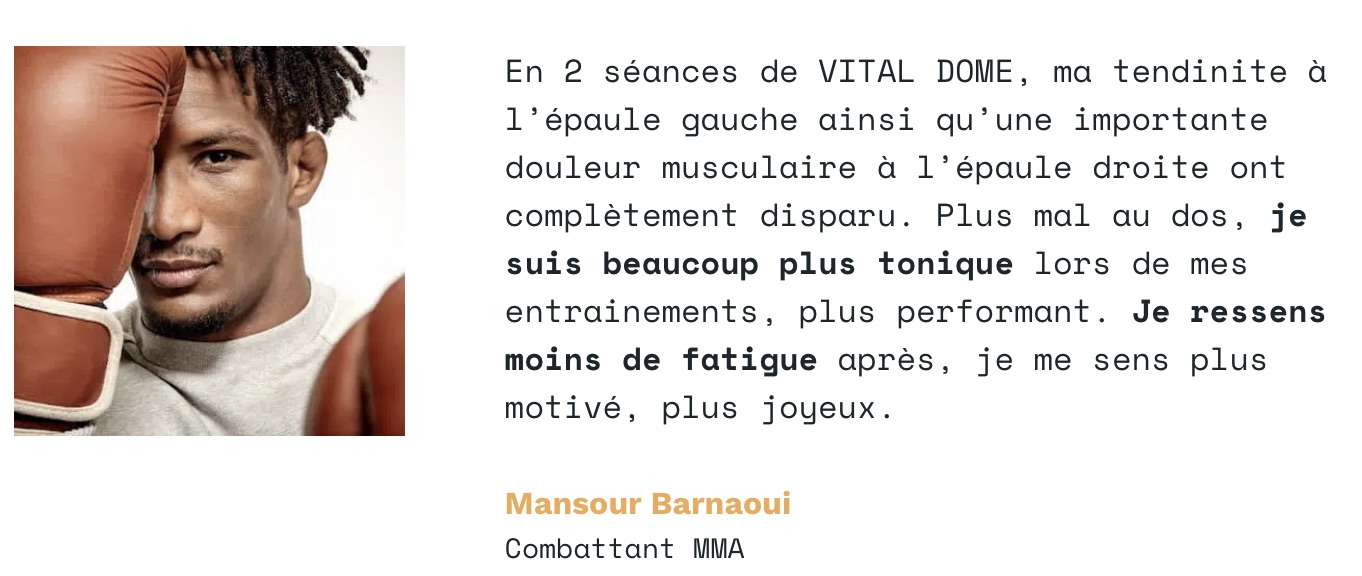 En 2 séances de VITAL DOME, ma tendinite à
l’épaule gauche ainsi qu’une importante
douleur musculaire à l’épaule droite ont
complètement disparu. Plus mal au dos, je
suis beaucoup plus tonique lors de mes
entrainements, plus performant. Je ressens
moins de fatigue après, je me sens plus
motivé, plus joyeux.
Mansour Barnaoui
Combattant MMA